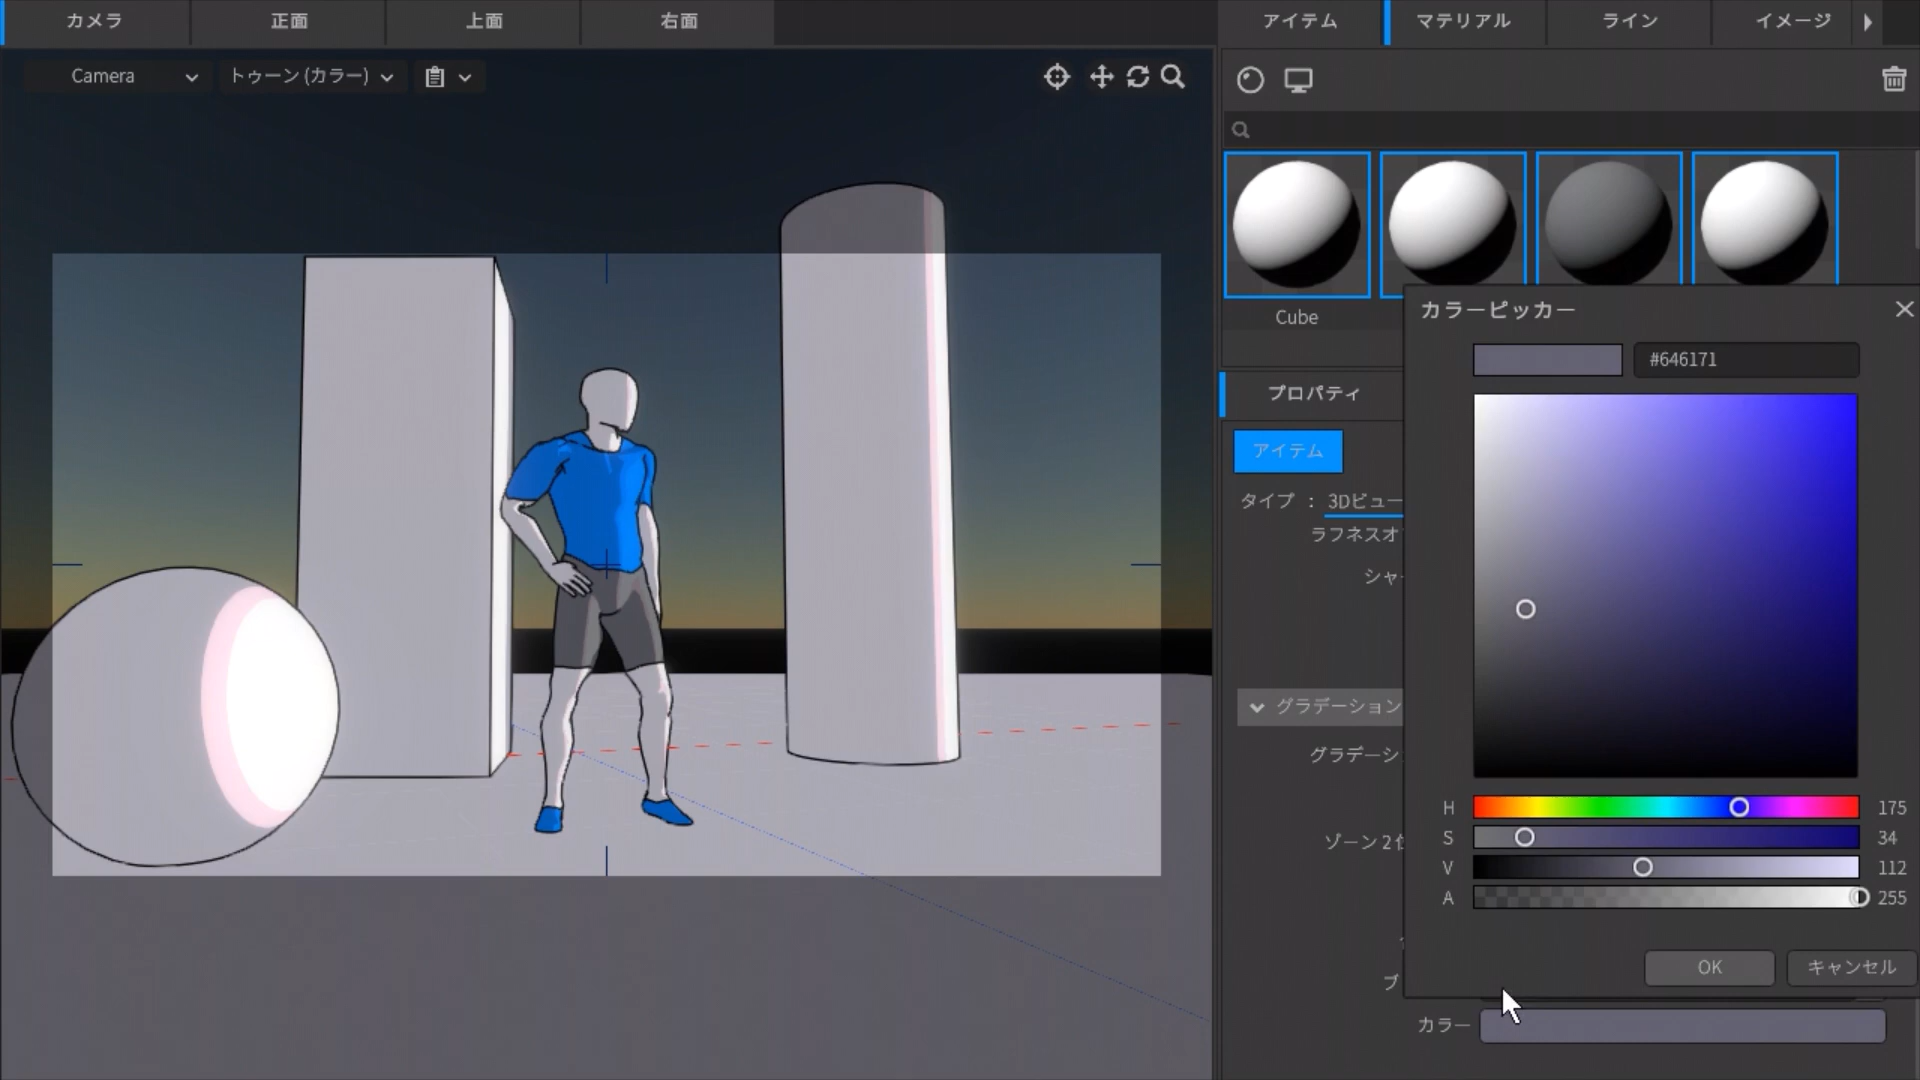 カメラ
正面
上面
右面
アイテム
マテリアル
ライン
イメージ
Camera
トゥーン (カラー)
Cube
カラーピッカー
#646171
プロパティ
アイテム
タイプ :
3Dビュー
ラフネスオ
シャ
グラデーション
グラデーシ
ゾーン 2 位
H
175
S
34
V
112
A
255
OK
キャンセル
ブ
カラー